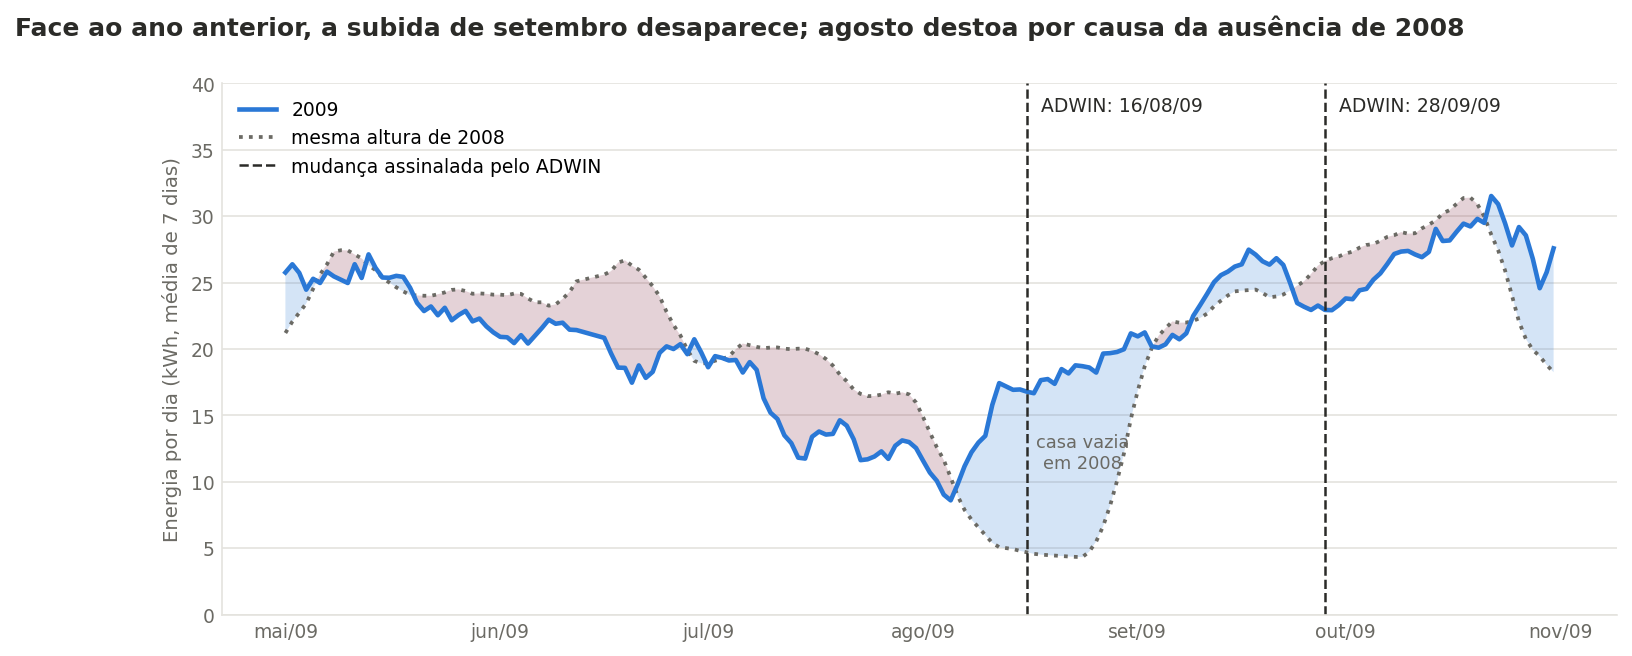 Face ao ano anterior, a subida de setembro desaparece; agosto destoa por causa da ausência de 2008
Energia por dia (kWh, média de 7 dias)
40
35
30
25
20
15
10
5
0
2009
mesma altura de 2008
mudança assinalada pelo ADWIN
ADWIN: 16/08/09
ADWIN: 28/09/09
casa vazia
em 2008
mai/09
jun/09
jul/09
ago/09
set/09
out/09
nov/09